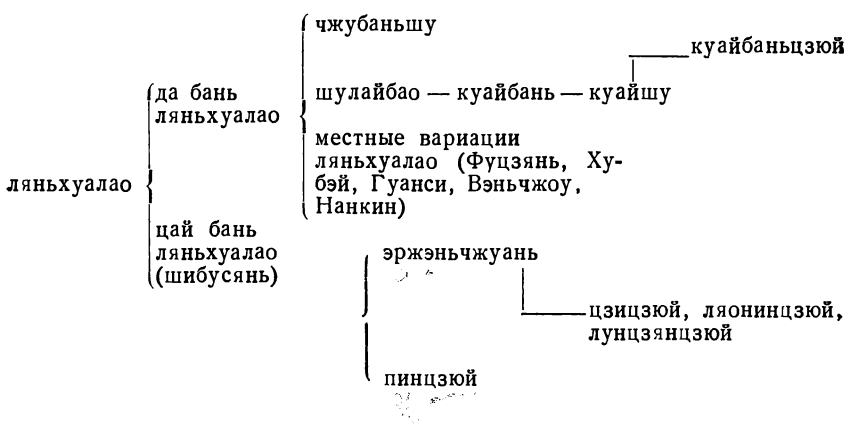 чжубаньшу
куайбаньцзюй
да бань
ляньхуалао
шулайбао — куайбань — куайшу
местные вариации
ляньхуалао (Фуцзянь, Ху-
бэй, Гуанси, Вэньчжоу,
Нанкин)
ляньхуалао
цай бань
ляньхуалао
(шибусянь)
эржэньчжуань
цзицзюй, ляонинцзюй,
лунцзянцзюй
пинцзюй